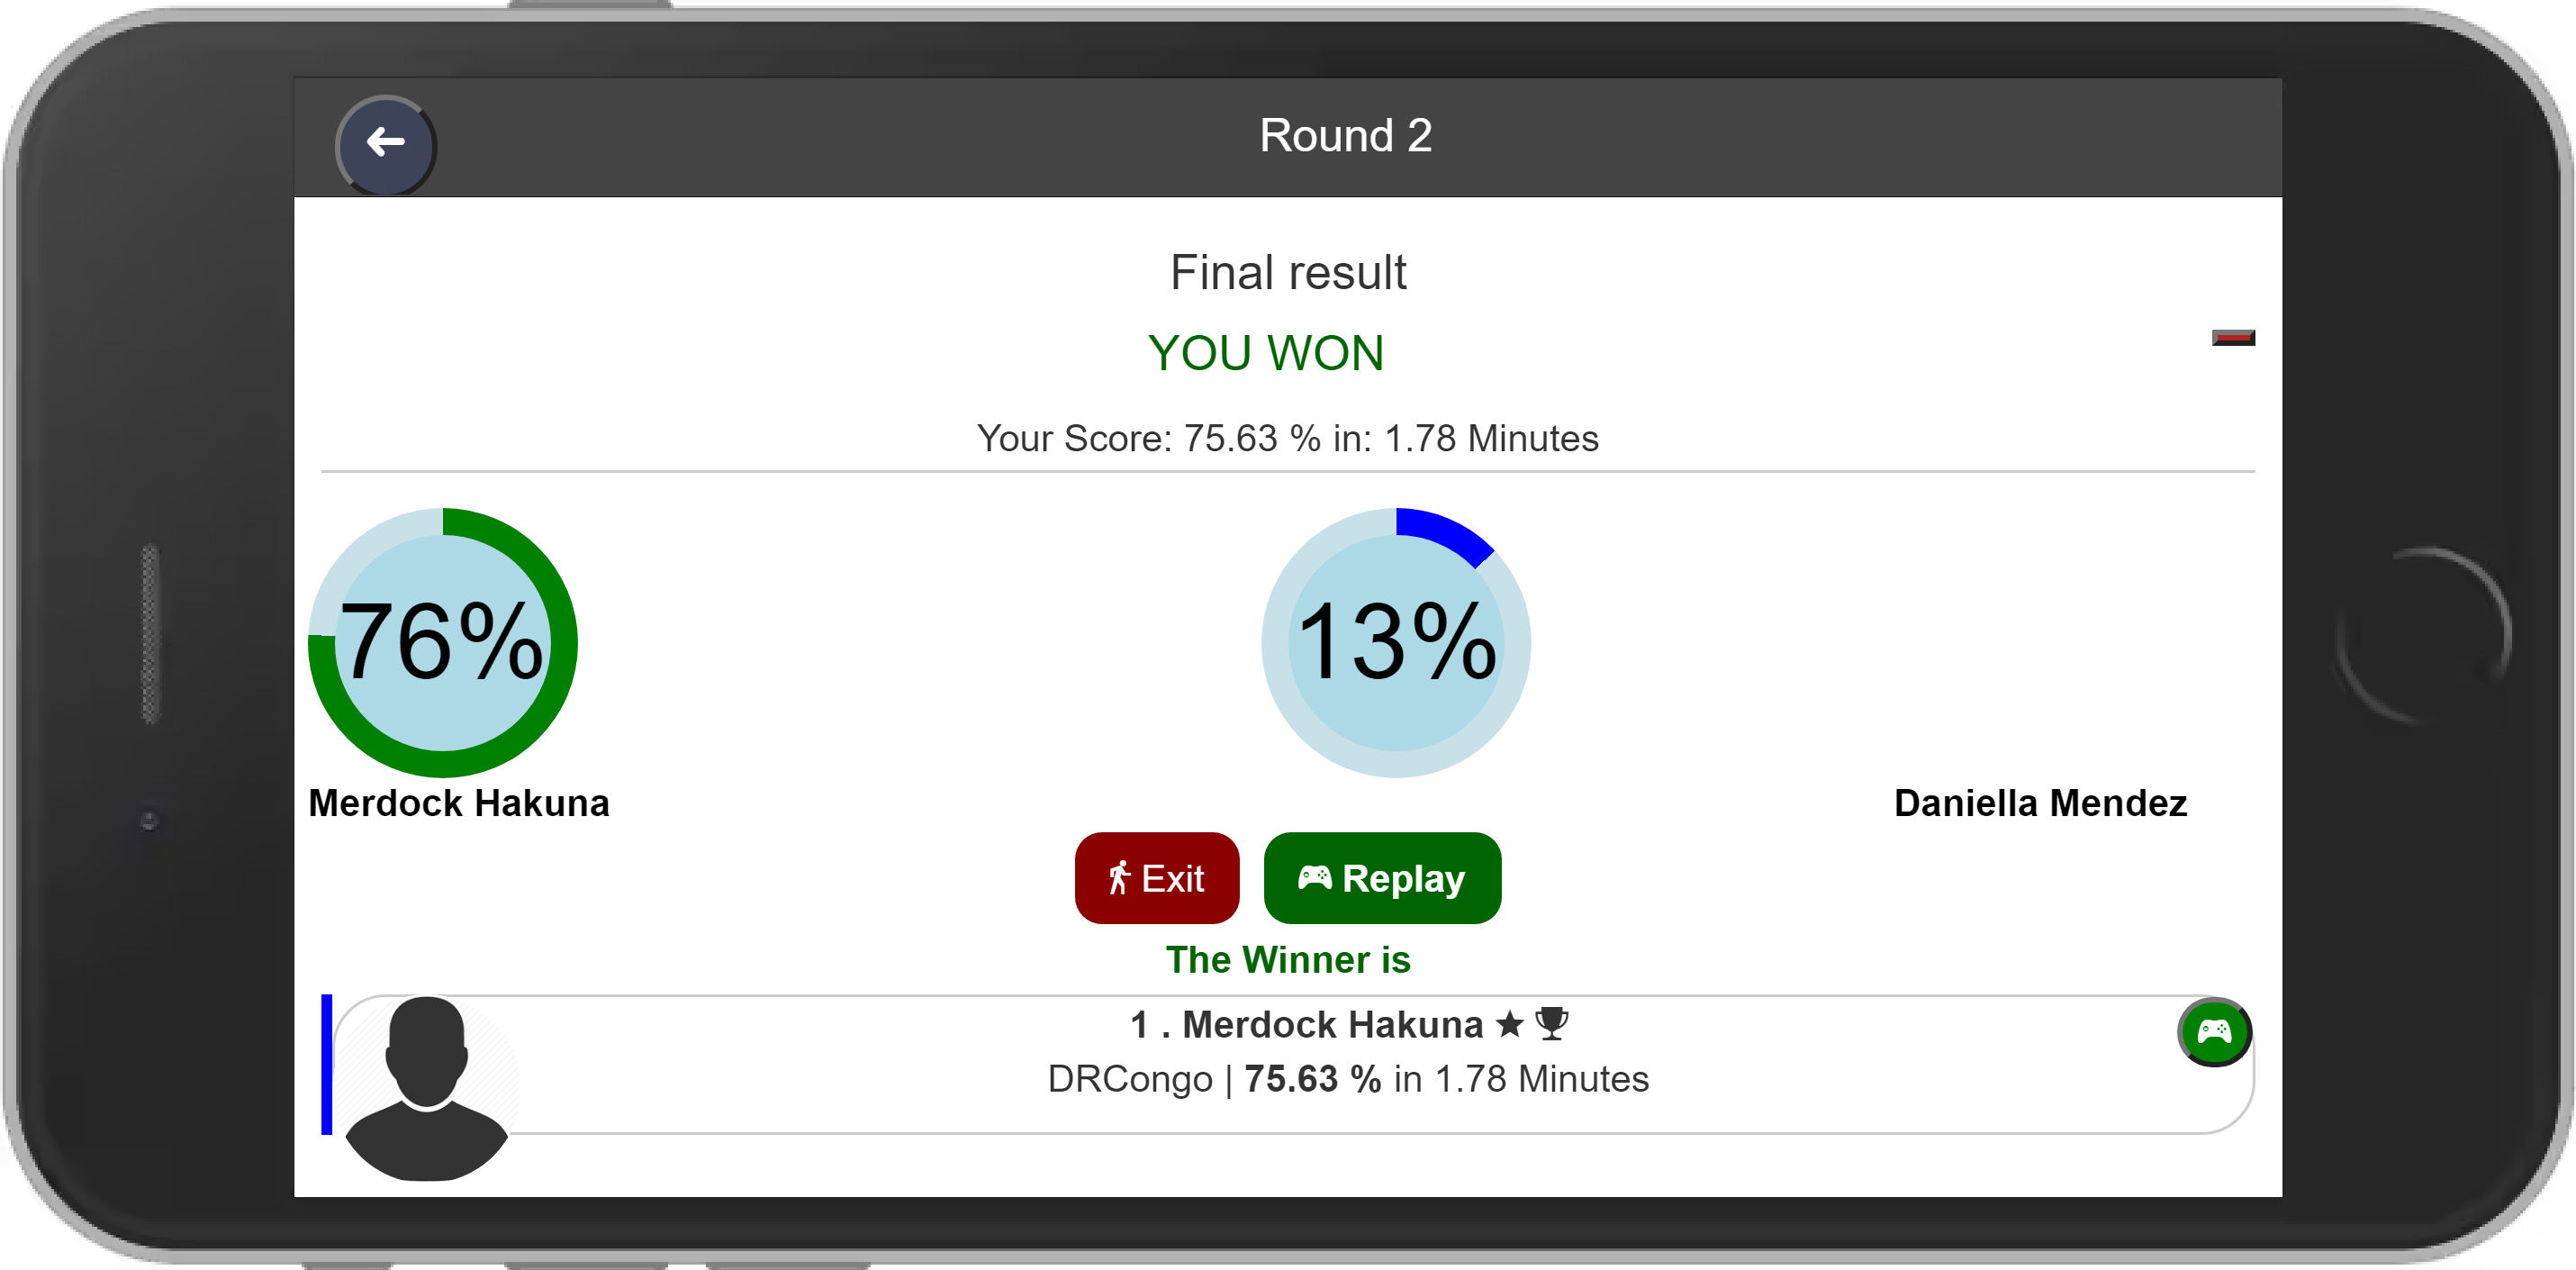 Round 2
Final result
YOU WON
Your Score: 75.63 % in: 1.78 Minutes
76%
13%
Merdock Hakuna
Daniella Mendez
Exit
Replay
The Winner is
1 . Merdock Hakuna
DRCongo | 75.63 % in 1.78 Minutes